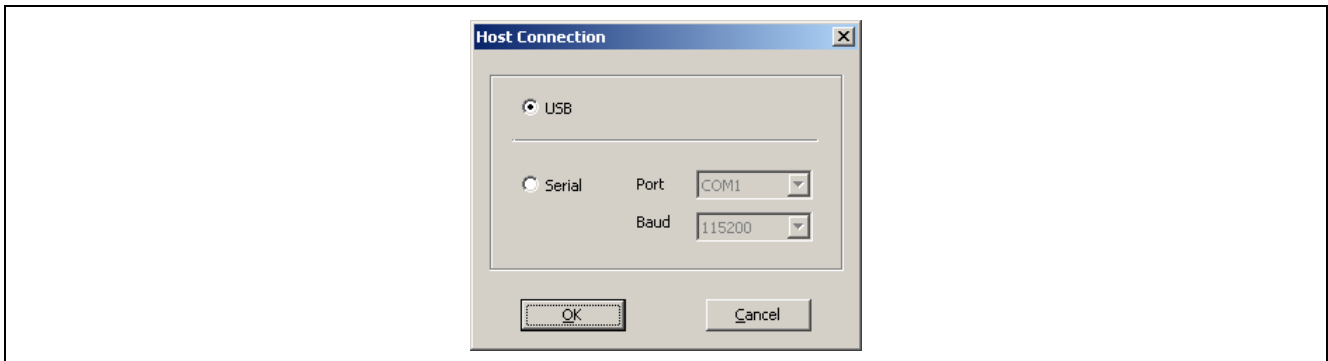 Host Connection
USB
Serial Port COM1
Baud 115200
OK Cancel